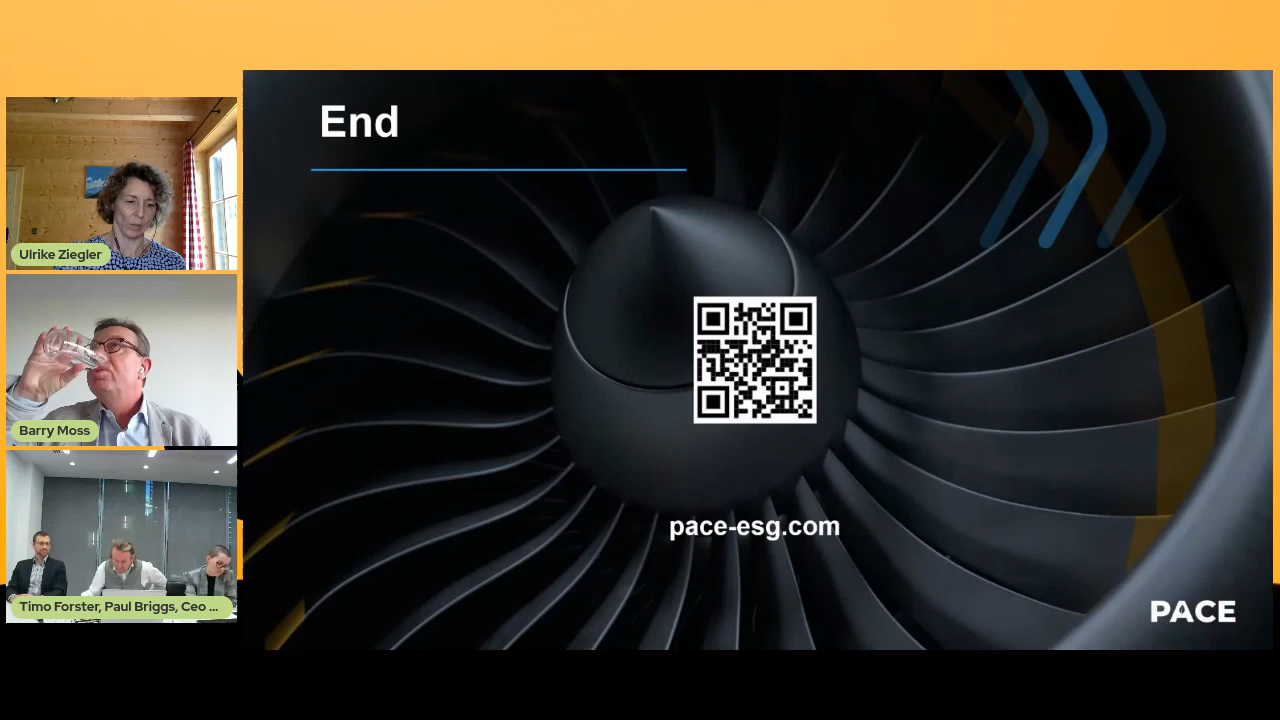 End
Ulrike Ziegler
Barry Moss
Timo Forster, Paul Briggs, Ceo ...
pace-esg.com
PACE